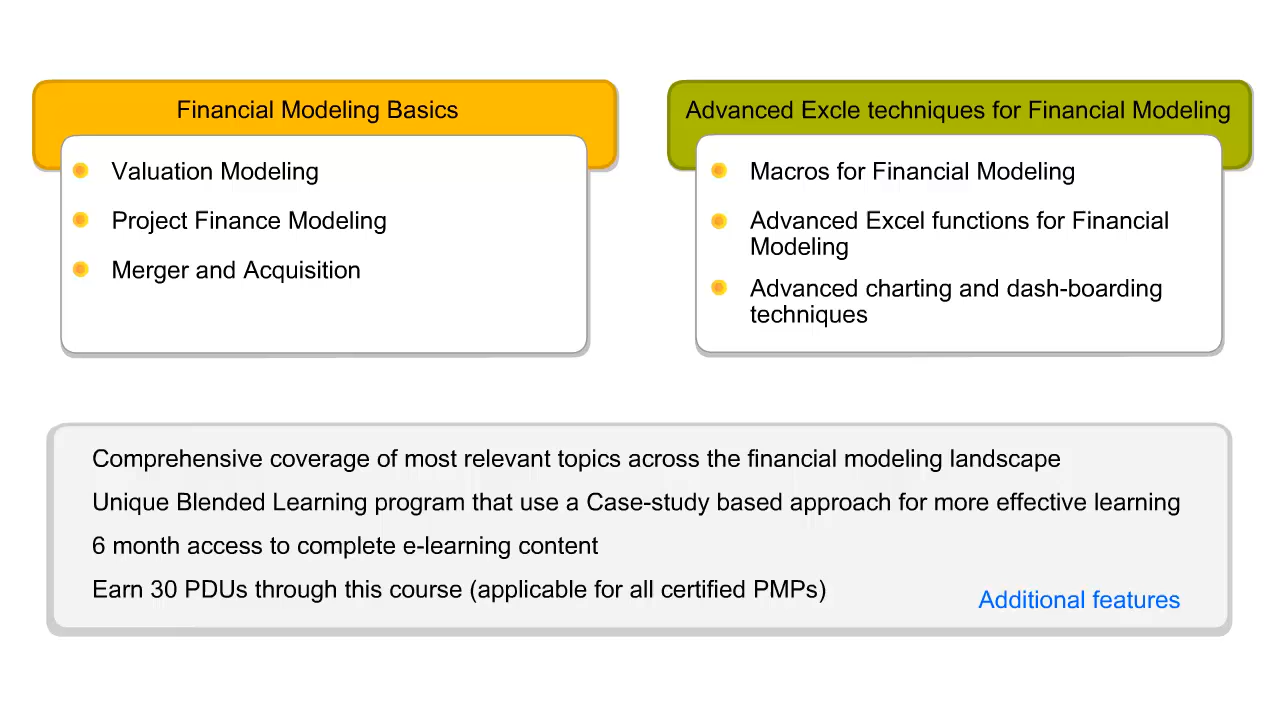 Financial Modeling Basics
Valuation Modeling
Project Finance Modeling
Merger and Acquisition
Advanced Excle techniques for Financial Modeling
Macros for Financial Modeling
Advanced Excel functions for Financial
Modeling
Advanced charting and dash-boarding
techniques
Comprehensive coverage of most relevant topics across the financial modeling landscape
Unique Blended Learning program that use a Case-study based approach for more effective learning
6 month access to complete e-learning content
Earn 30 PDUs through this course (applicable for all certified PMPs)
Additional features